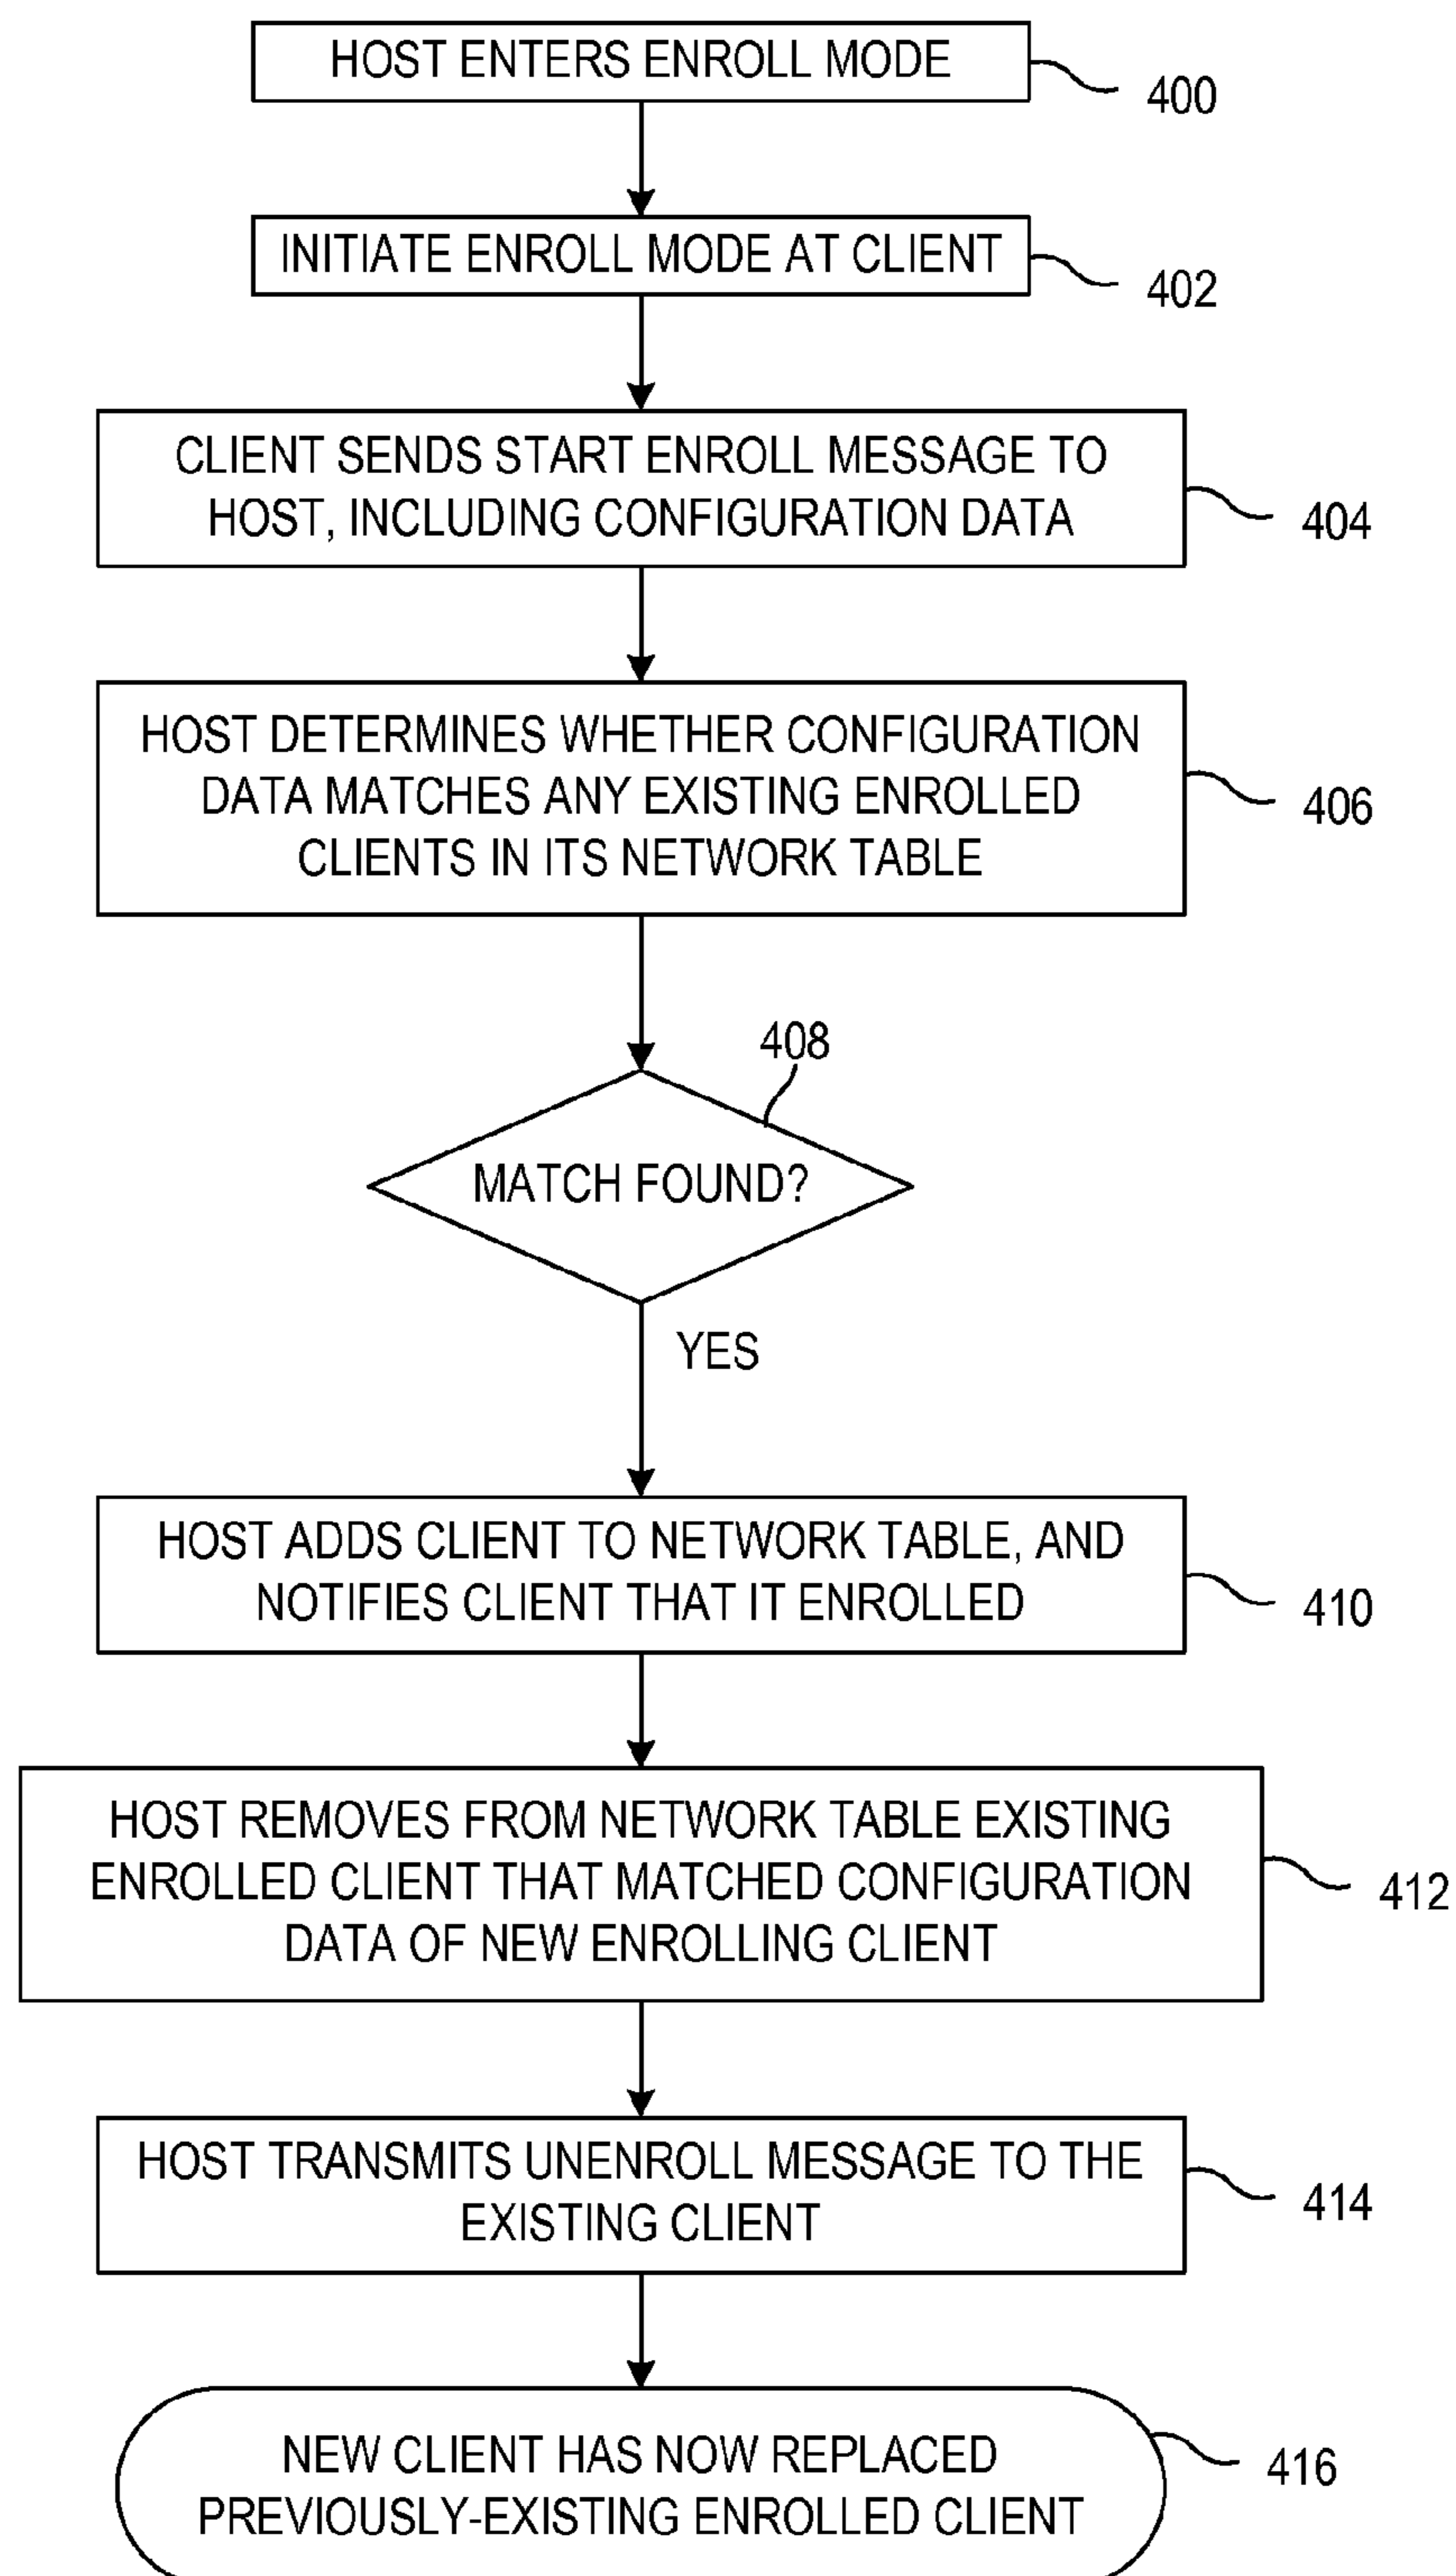 HOST ENTERS ENROLL MODE
400
INITIATE ENROLL MODE AT CLIENT
402
CLIENT SENDS START ENROLL MESSAGE TO
HOST, INCLUDING CONFIGURATION DATA
404
HOST DETERMINES WHETHER CONFIGURATION
DATA MATCHES ANY EXISTING ENROLLED
CLIENTS IN ITS NETWORK TABLE
406
408
MATCH FOUND?
YES
HOST ADDS CLIENT TO NETWORK TABLE, AND
NOTIFIES CLIENT THAT IT ENROLLED
410
HOST REMOVES FROM NETWORK TABLE EXISTING
ENROLLED CLIENT THAT MATCHED CONFIGURATION
DATA OF NEW ENROLLING CLIENT
412
HOST TRANSMITS UNENROLL MESSAGE TO THE
EXISTING CLIENT
414
NEW CLIENT HAS NOW REPLACED
PREVIOUSLY-EXISTING ENROLLED CLIENT
416